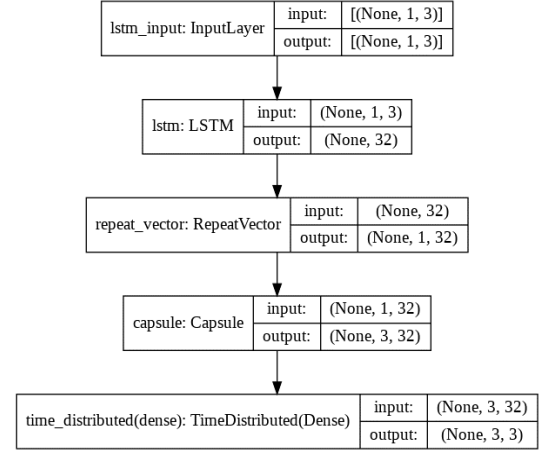 lstm_input: InputLayer
input: [(None, 1, 3)]
output: [(None, 1, 3)]
lstm: LSTM
input: (None, 1, 3)
output: (None, 32)
repeat_vector: RepeatVector
input: (None, 32)
output: (None, 1, 32)
capsule: Capsule
input: (None, 1, 32)
output: (None, 3, 32)
time_distributed(dense): TimeDistributed(Dense)
input: (None, 3, 32)
output: (None, 3, 3)